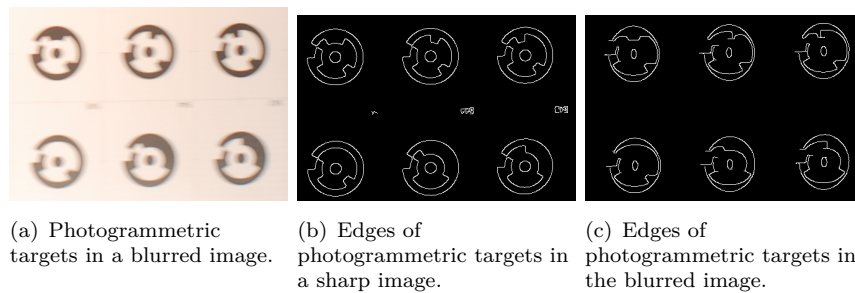 (a) Photogrammetric
targets in a blurred image.
(b) Edges of
photogrammetric targets in
a sharp image.
(c) Edges of
photogrammetric targets in
the blurred image.